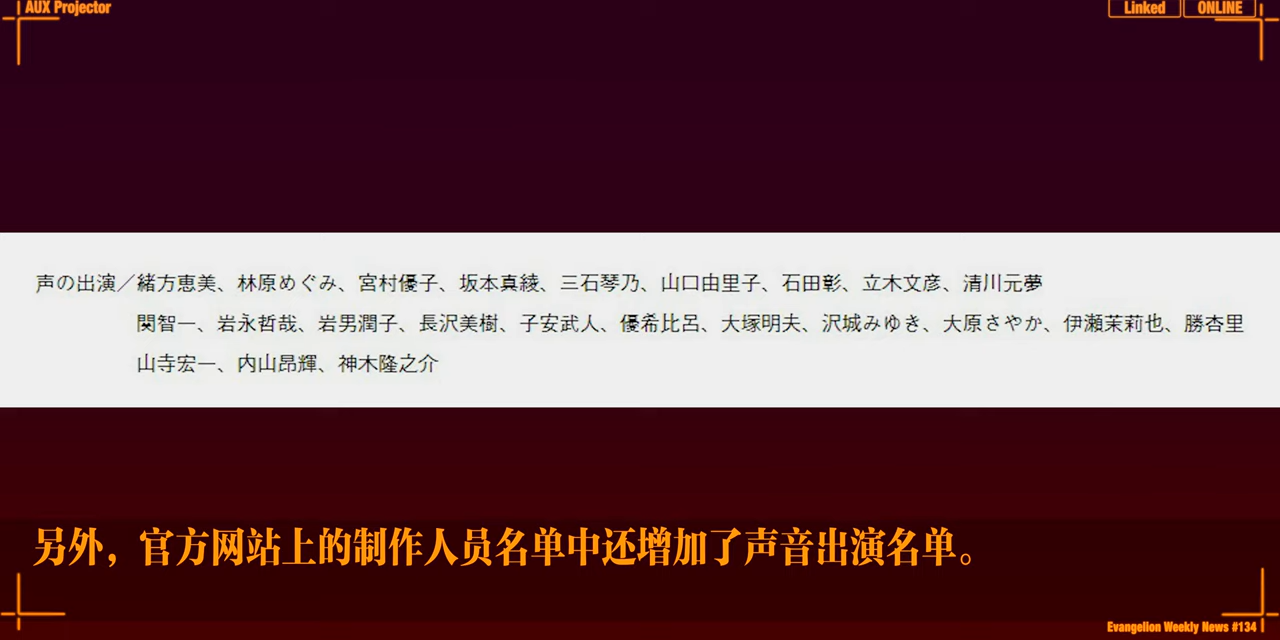 AUX Projector
Linked ONLINE
声の出演／緒方恵美、林原めぐみ、宮村優子、坂本真綾、三石琴乃、山口由里子、石田彰、立木文彦、清川元夢
関智一、岩永哲哉、岩男潤子、長沢美樹、子安武人、優希比呂、大塚明夫、沢城みゆき、大原さやか、伊瀬茉莉也、勝杏里
山寺宏一、内山昂輝、神木隆之介
另外，官方网站上的制作人员名单中还增加了声音出演名单。
Evangelion Weekly News #134